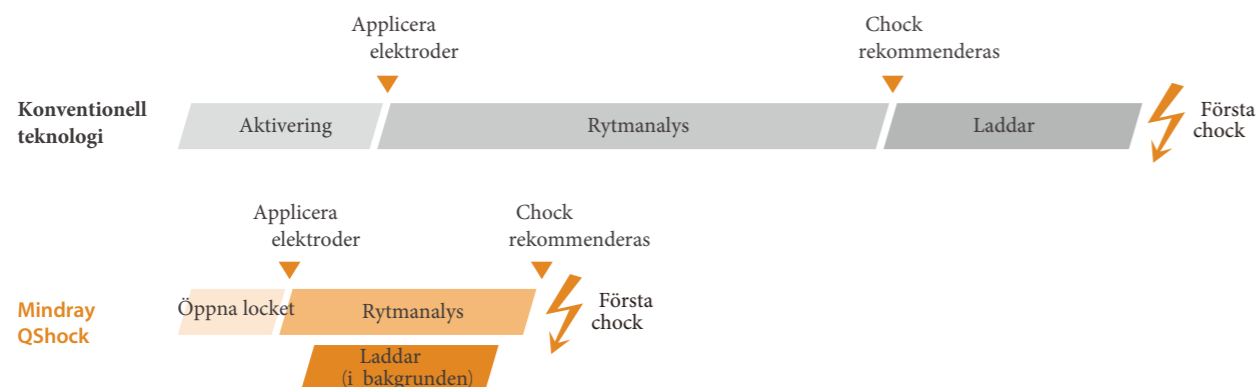 Applicera
elektroder
Chock
rekommenderas
Konventionell
teknologi
Aktivering
Rytmanalys
Laddar
Första
chock
Applicera
elektroder
Chock
rekommenderas
Mindray
QShock
Öppna locket
Rytmanalys
Första
chock
Laddar
(i bakgrunden)